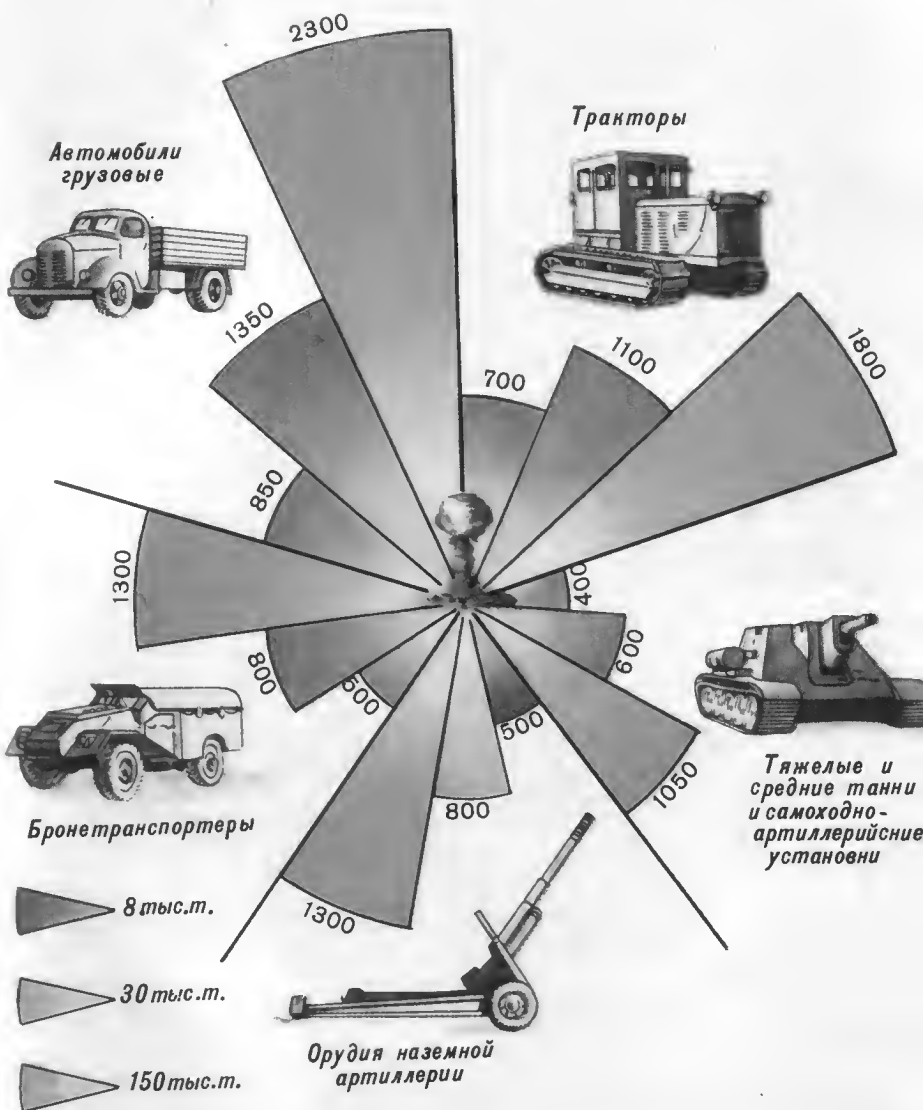 2300
Тракторы
Автомобили
грузовые
1350
700
1100
1800
850
1300
400
600
800
500
500
1050
800
Тяжелые и
средние танни
и самоходно-
артиллерийсние
установни
Бронетранспортеры
8 тыс.т.
1300
30 тыс.т.
Орудия наземной
артиллерии
150 тыс.т.